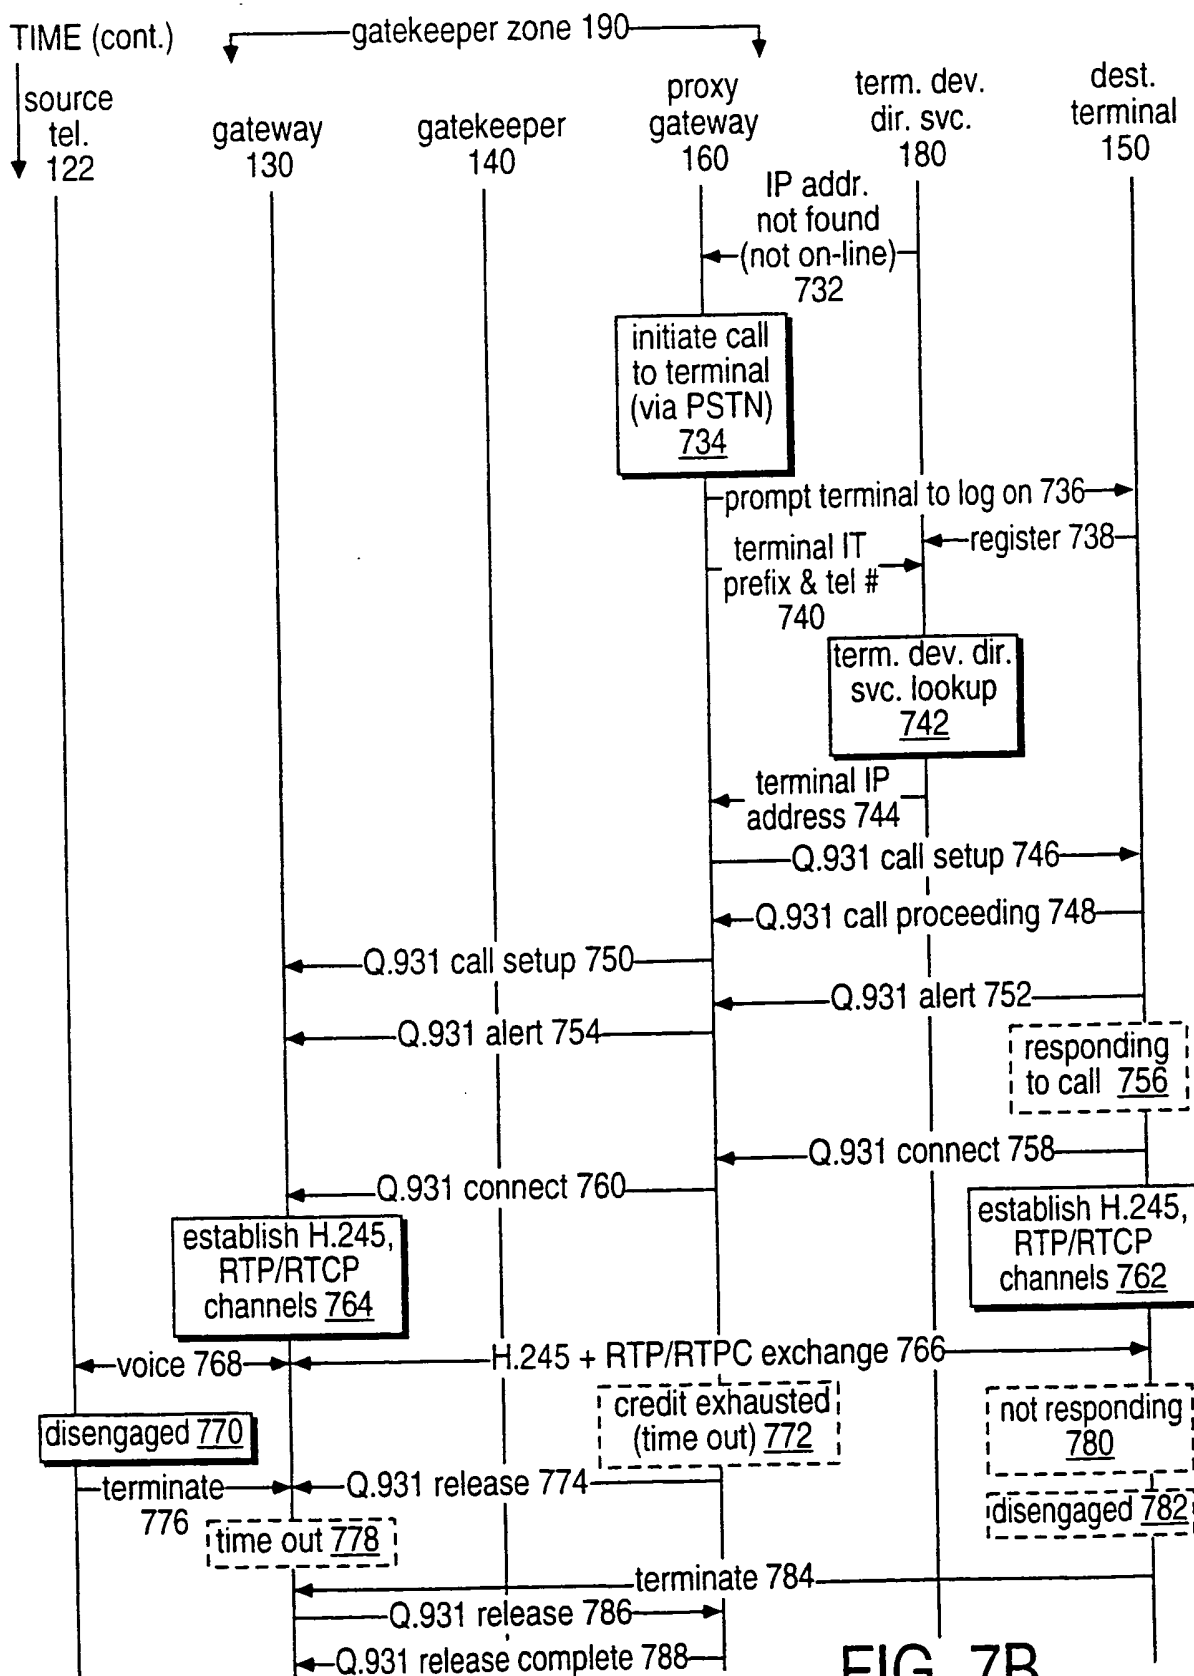 TIME (cont.)
gatekeeper zone 190
source
tel.
122
gateway
130
gatekeeper
140
proxy
gateway
160
term. dev.
dir. svc.
180
dest.
terminal
150
IP addr.
not found
(not on-line)
732
initiate call
to terminal
(via PSTN)
734
prompt terminal to log on 736
register 738
terminal IT
prefix & tel #
740
term. dev. dir.
svc. lookup
742
terminal IP
address 744
Q.931 call setup 746
Q.931 call proceeding 748
Q.931 call setup 750
Q.931 alert 752
Q.931 alert 754
responding
to call 756
Q.931 connect 758
Q.931 connect 760
establish H.245,
RTP/RTCP
channels 764
establish H.245,
RTP/RTCP
channels 762
voice 768
H.245 + RTP/RTPC exchange 766
disengaged 770
credit exhausted
(time out) 772
not responding
780
terminate
776
Q.931 release 774
disengaged 782
time out 778
terminate 784
Q.931 release 786
Q.931 release complete 788
FIG. 7B